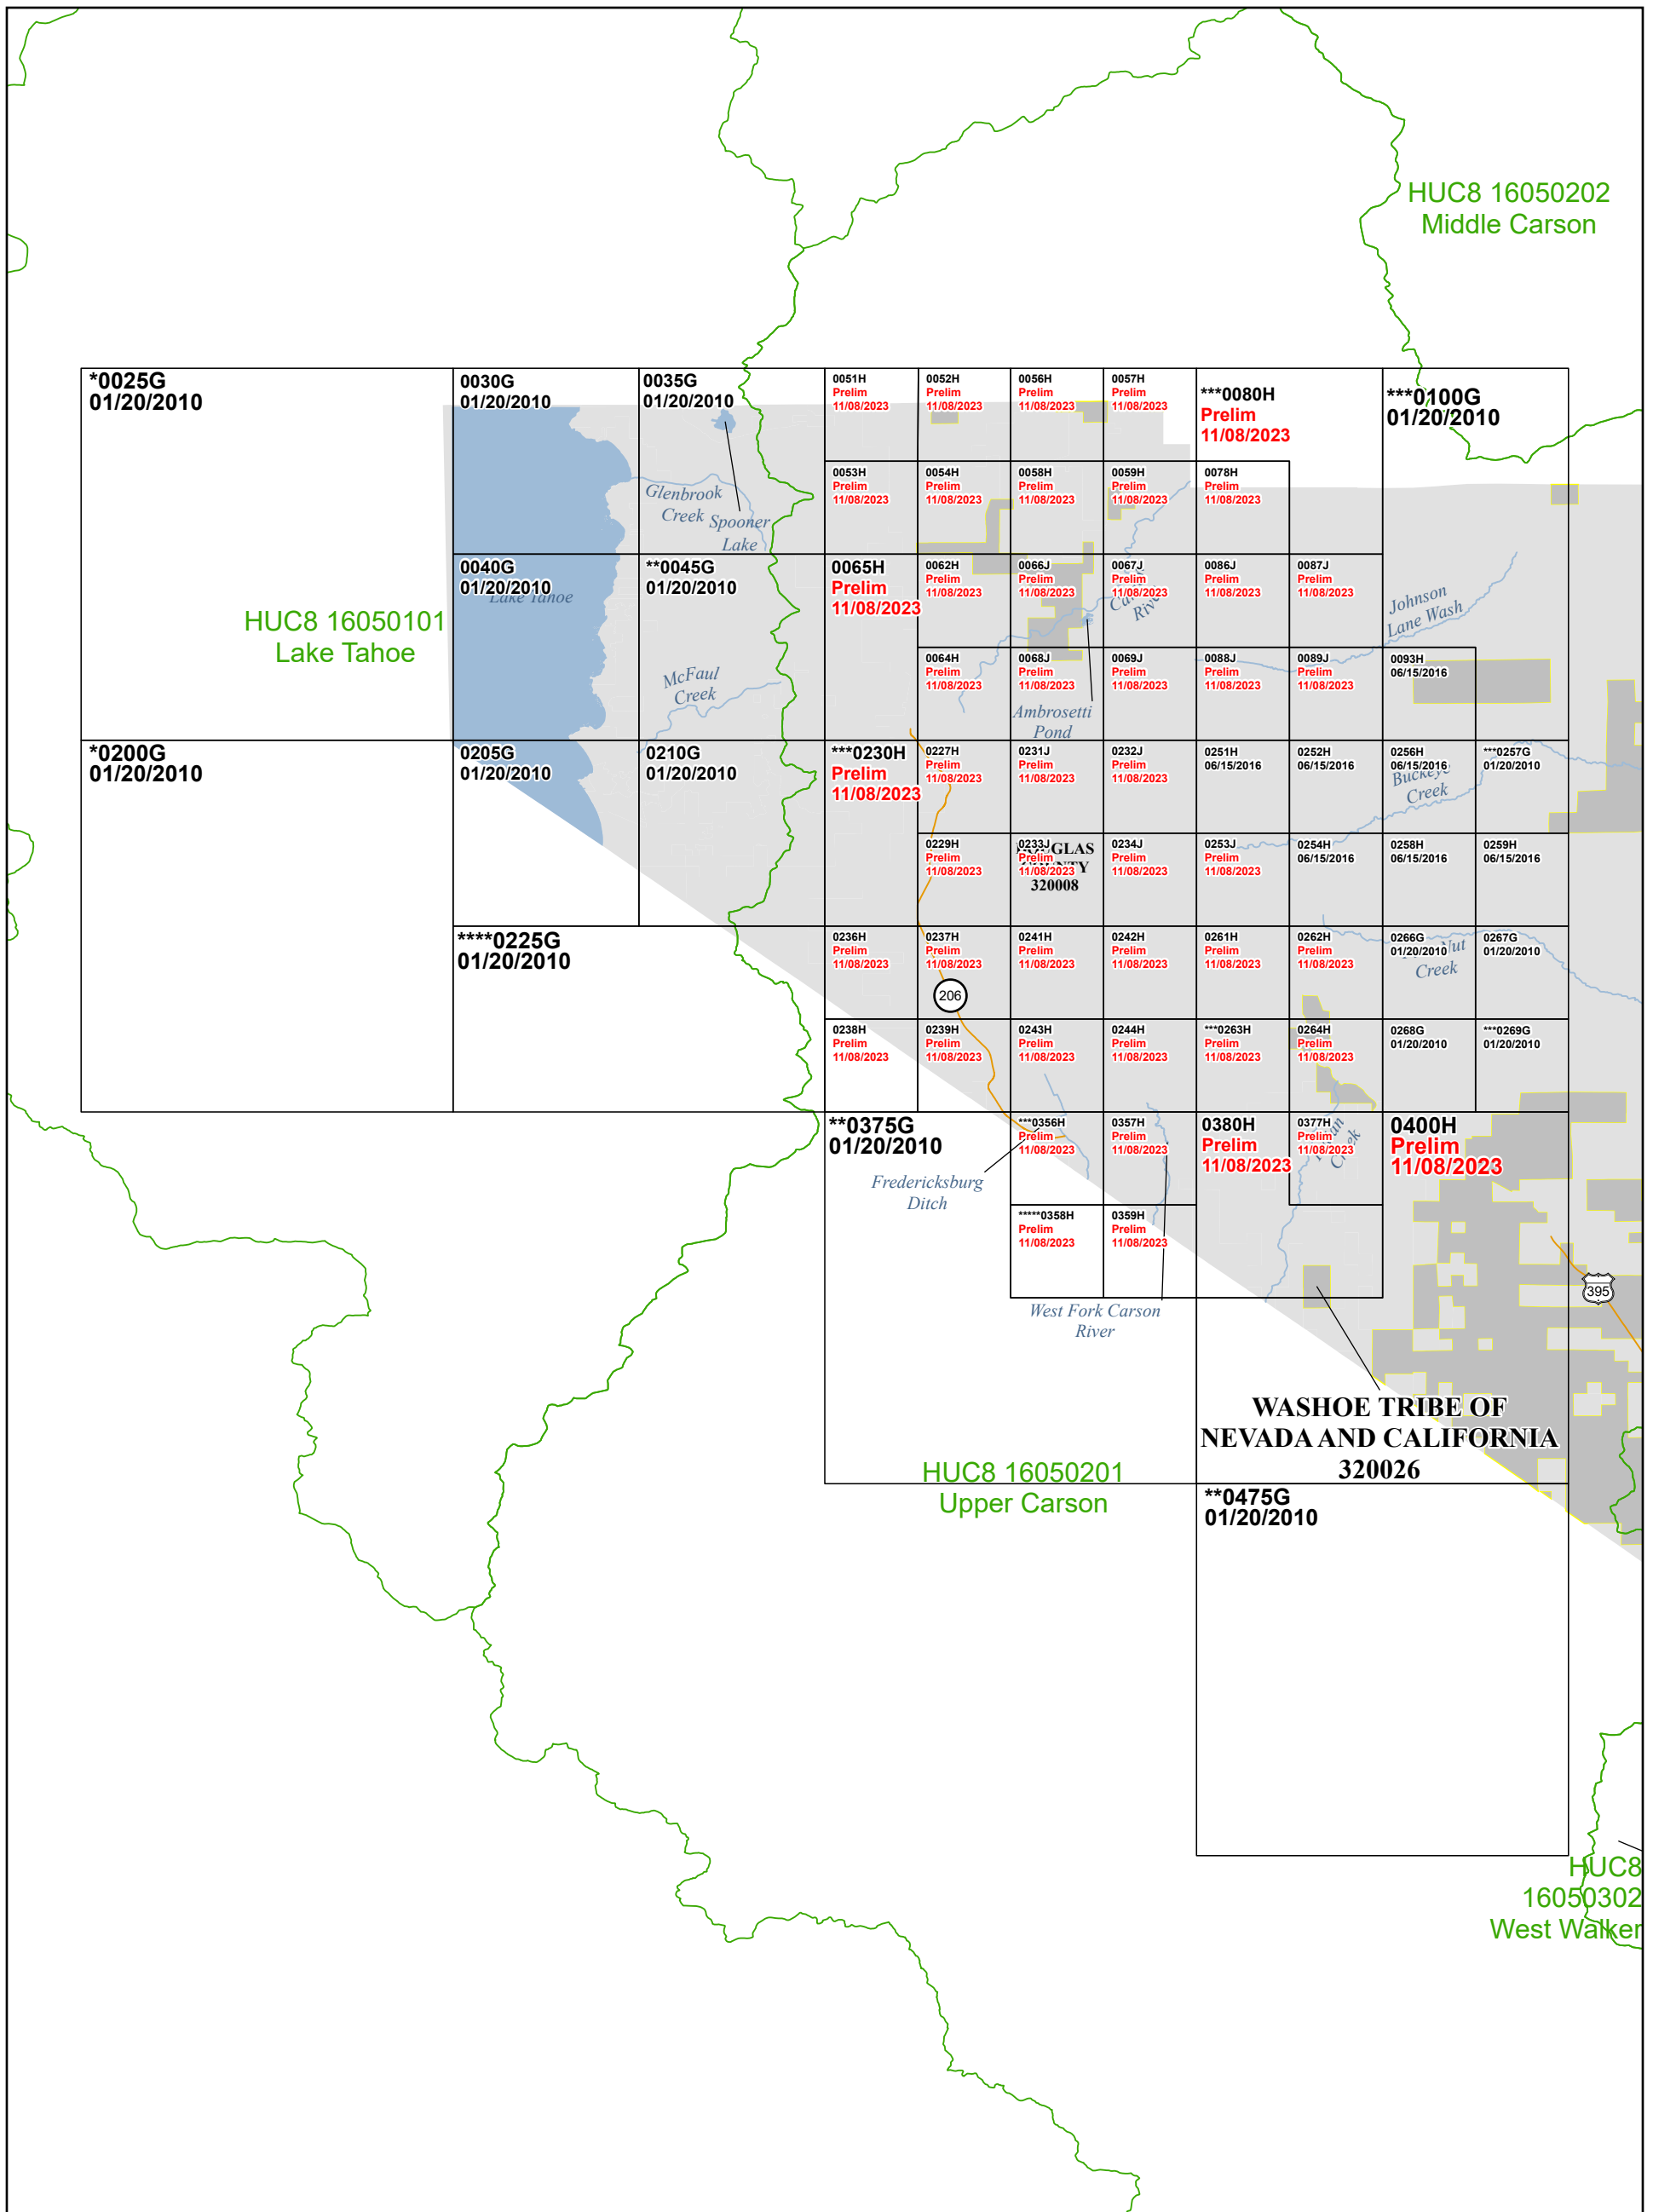 HUC8 16050202
Middle Carson
*0025G
01/20/2010
0030G
01/20/2010
0035G
01/20/2010
0051H
Prelim
11/08/2023
0052H
Prelim
11/08/2023
0056H
Prelim
11/08/2023
0057H
Prelim
11/08/2023
***0080H
Prelim
11/08/2023
***0100G
01/20/2010
0053H
Prelim
11/08/2023
0054H
Prelim
11/08/2023
0058H
Prelim
11/08/2023
0059H
Prelim
11/08/2023
0078H
Prelim
11/08/2023
Glenbrook
Creek
Spooner
Lake
0040G
01/20/2010
Lake Tahoe
**0045G
01/20/2010
0065H
Prelim
11/08/2023
0062H
Prelim
11/08/2023
0066J
Prelim
11/08/2023
0067J
Prelim
11/08/2023
River
0086J
Prelim
11/08/2023
0087J
Prelim
11/08/2023
Johnson
Lane Wash
HUC8 16050101
Lake Tahoe
McFaul
Creek
0064H
Prelim
11/08/2023
0068J
Prelim
11/08/2023
0069J
Prelim
11/08/2023
0088J
Prelim
11/08/2023
0089J
Prelim
11/08/2023
0093H
06/15/2016
Ambrosetti
Pond
*0200G
01/20/2010
0205G
01/20/2010
0210G
01/20/2010
***0230H
Prelim
11/08/2023
0227H
Prelim
11/08/2023
0231J
Prelim
11/08/2023
0232J
Prelim
11/08/2023
0251H
06/15/2016
0252H
06/15/2016
0256H
06/15/2016
Buckeye
Creek
***0257G
01/20/2010
0229H
Prelim
11/08/2023
0233J
Prelim
11/08/2023
DOUGLAS
COUNTY
320008
0234J
Prelim
11/08/2023
0253J
Prelim
11/08/2023
0254H
06/15/2016
0258H
06/15/2016
0259H
06/15/2016
****0225G
01/20/2010
0236H
Prelim
11/08/2023
0237H
Prelim
11/08/2023
206
0241H
Prelim
11/08/2023
0242H
Prelim
11/08/2023
0261H
Prelim
11/08/2023
0262H
Prelim
11/08/2023
0266G
01/20/2010
Nut
Creek
0267G
01/20/2010
0238H
Prelim
11/08/2023
0239H
Prelim
11/08/2023
0243H
Prelim
11/08/2023
0244H
Prelim
11/08/2023
***0263H
Prelim
11/08/2023
0264H
Prelim
11/08/2023
0268G
01/20/2010
***0269G
01/20/2010
**0375G
01/20/2010
***0356H
Prelim
11/08/2023
0357H
Prelim
11/08/2023
0380H
Prelim
11/08/2023
0377H
Prelim
11/08/2023
Creek
0400H
Prelim
11/08/2023
Fredericksburg
Ditch
*****0358H
Prelim
11/08/2023
0359H
Prelim
11/08/2023
395
West Fork Carson
River
WASHOE TRIBE OF
NEVADA AND CALIFORNIA
320026
HUC8 16050201
Upper Carson
**0475G
01/20/2010
HUC8
16050302
West Walker